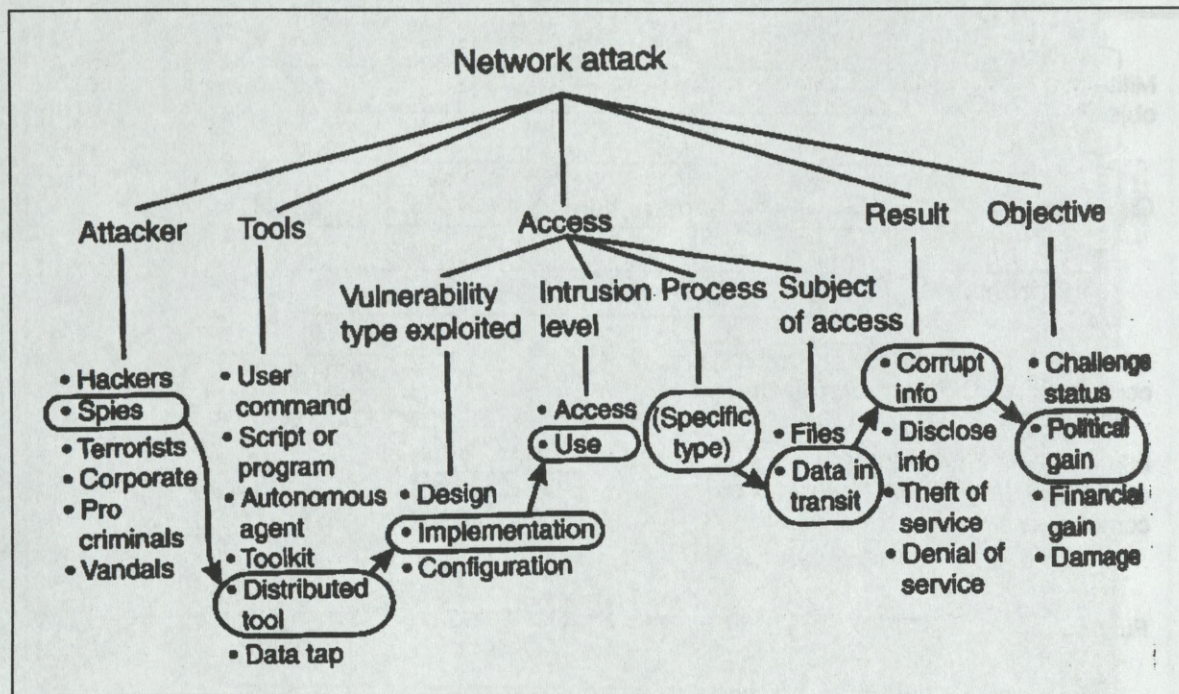 Network attack
Attacker
Tools
Access
Result
Objective
Vulnerability
type exploited
Intrusion
level
Process
Subject
of access
• Hackers
• Spies
• Terrorists
• Corporate
• Pro
criminals
• Vandals
• User
command
• Script or
program
• Autonomous
agent
• Toolkit
• Distributed
tool
• Data tap
• Design
• Implementation
• Configuration
• Access
• Use
(Specific
type)
• Files
• Data in
transit
• Corrupt
info
• Disclose
info
• Theft of
service
• Denial of
service
• Challenge
status
• Political
gain
• Financial
gain
• Damage